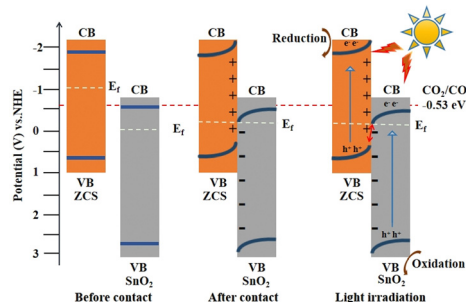 Potential (V) vs.NHE
-2
-1
0
1
2
3
CB
Ef
CB
VB
ZCS
VB
SnO2
Before contact
CB
+
+
+
+
+
CB
Ef
-
-
-
-
-
-
VB
ZCS
VB
SnO2
After contact
Reduction
CB
e- e-
+
+
+
+
+
h+ h+
CB
e- e-
CO2/CO
-0.53 eV
Ef
-
-
-
-
-
-
h+ h+
VB
ZCS
VB
SnO2
Oxidation
Light irradiation